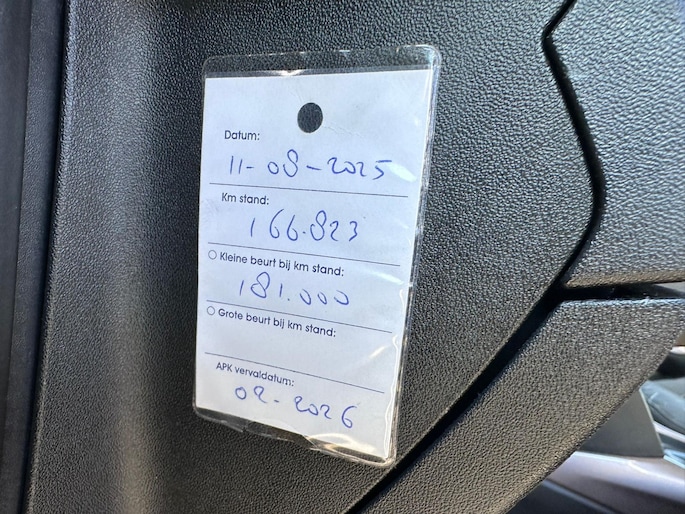 Datum:
11-08-2025
Km stand:
166.823
Kleine beurt bij km stand:
181.000
Grote beurt bij km stand:
APK vervaldatum:
02-2026